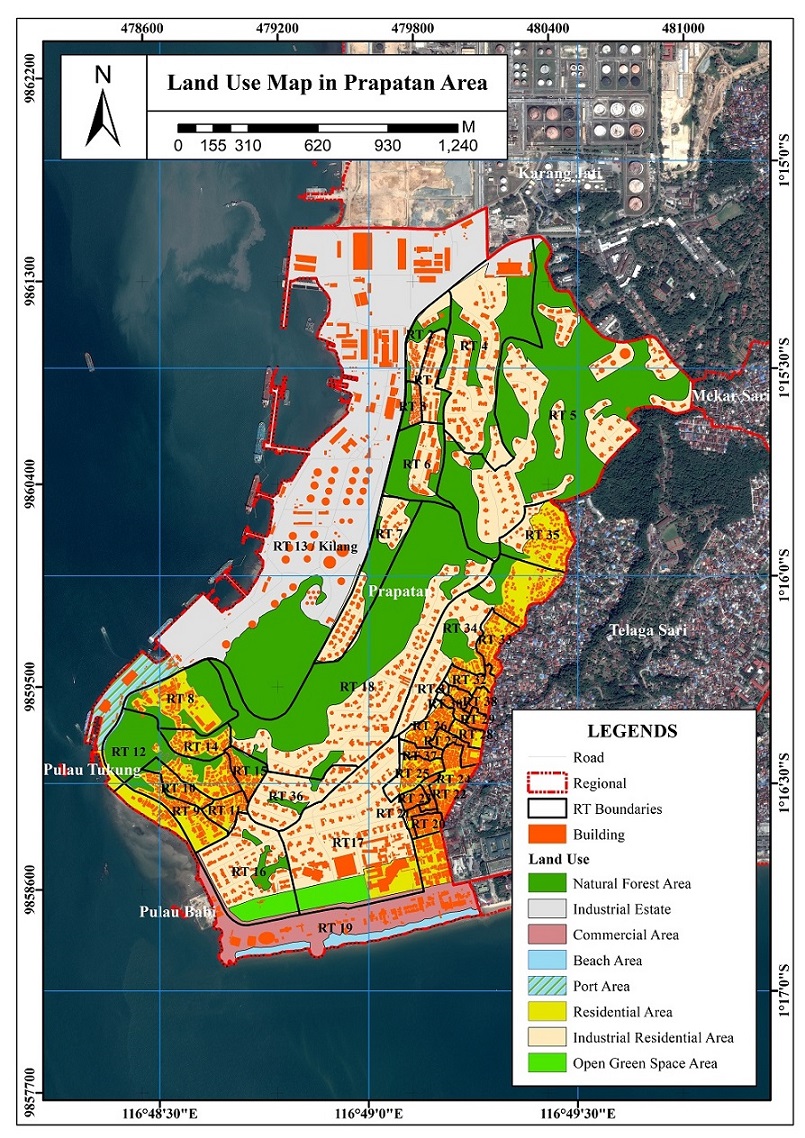 478600 479200 479800 480400 481000
N
Land Use Map in Prapatan Area
M
0 155 310 620 930 1,240
9862200
9861300
9860400
9859500
9858600
9857700
1°15'0"S
1°15'30"S
1°16'0"S
1°16'30"S
1°17'0"S
Karang Jati
RT 4
Mekar Sari
RT 3
RT 5
RT 6
RT 7
RT 35
RT 13 / Kilang
Prapatan
RT 34
Telaga Sari
RT 32
RT 18
RT 8
RT 12
RT 14
Pulau Tukung
RT 15
RT 25
RT 24
RT 10
RT 36
RT 9
RT 11
RT 22
RT17
RT 20
RT 16
Pulau Babi
RT 19
LEGENDS
Road
Regional
RT Boundaries
Building
Land Use
Natural Forest Area
Industrial Estate
Commercial Area
Beach Area
Port Area
Residential Area
Industrial Residential Area
Open Green Space Area
116°48'30"E 116°49'0"E 116°49'30"E